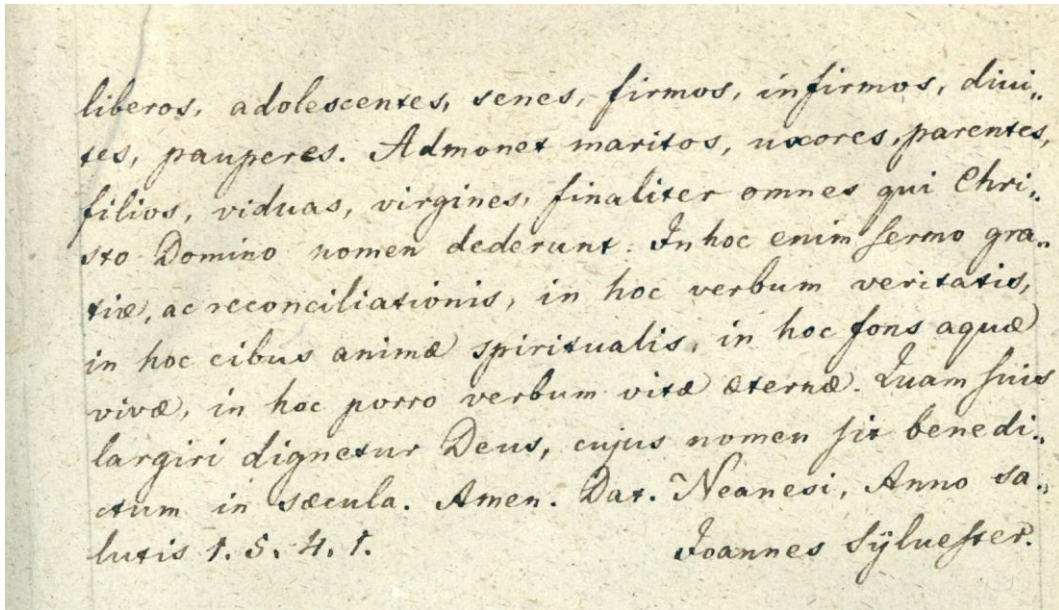 liberos, adolescentes, senes, firmos, infirmos, diui„
tes, pauperes. Admonet maritos, uxores, parentes,
filios, viduas, virgines, finaliter omnes qui Chri„
sto Domino nomen dederunt. In hoc enim sermo gra„
tiæ, ac reconciliationis, in hoc verbum veritatis,
in hoc cibus animæ spiritualis, in hoc fons aquæ
vivæ, in hoc porro verbum vitæ æternæ. Quam suis
largiri dignetur Deus, cujus nomen sit benedi„
ctum in sæcula. Amen. Dat. Neanesi, Anno sa„
lutis 1. 5. 4. 1. Joannes Sÿluester.